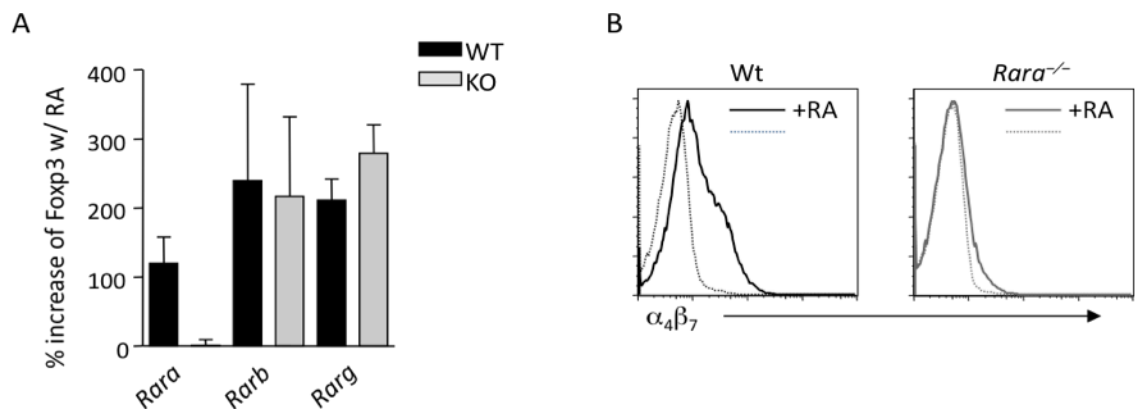 A
WT
KO
% increase of Foxp3 w/ RA
400
300
200
100
0
Rara
Rarb
Rarg
B
Wt
Rara⁻/⁻
+RA
+RA
α₄β₇